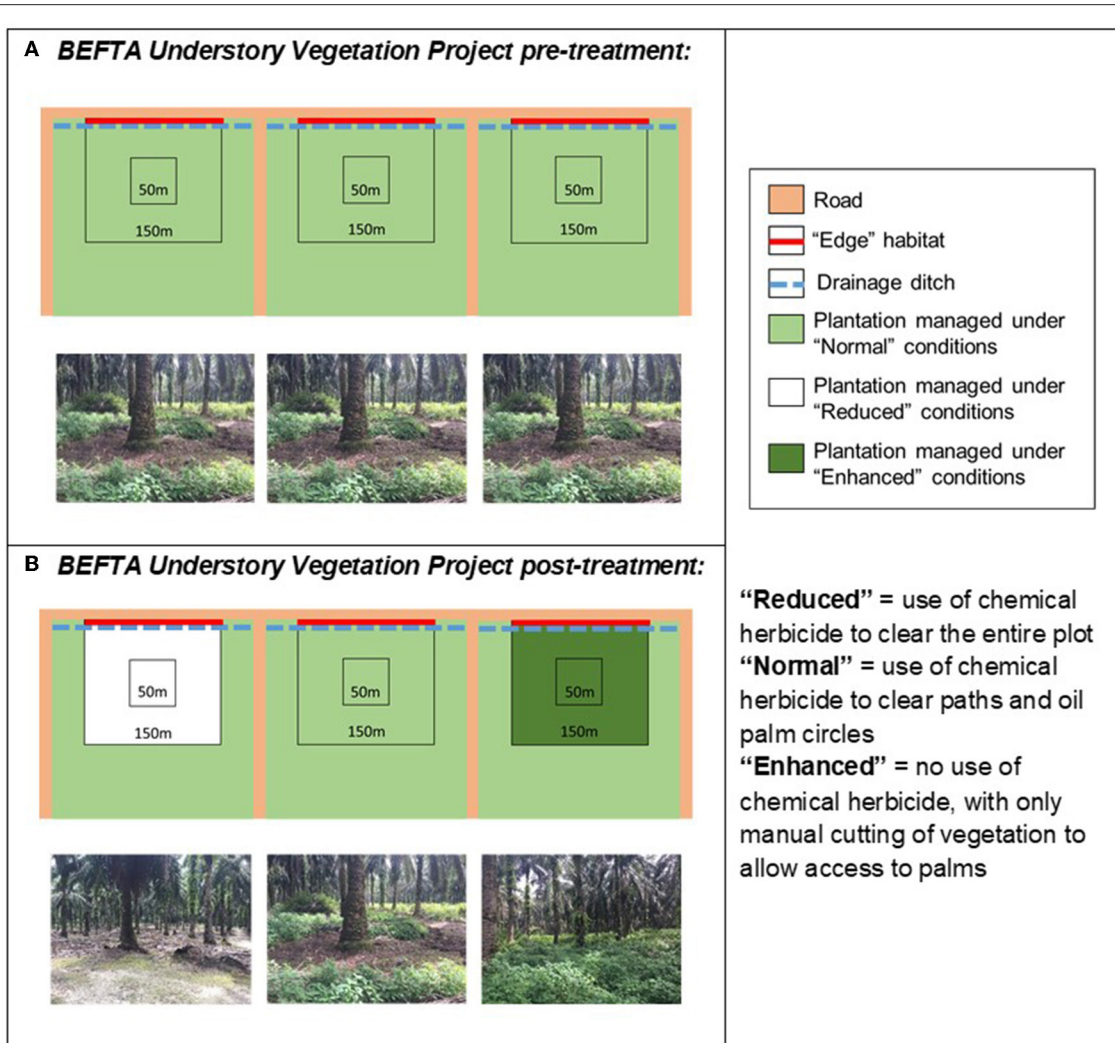 A BEFTA Understory Vegetation Project pre-treatment:
50m
50m
50m
150m
150m
150m
Road
“Edge” habitat
Drainage ditch
Plantation managed under
“Normal” conditions
Plantation managed under
“Reduced” conditions
Plantation managed under
“Enhanced” conditions
B BEFTA Understory Vegetation Project post-treatment:
50m
50m
50m
150m
150m
150m
“Reduced” = use of chemical
herbicide to clear the entire plot
“Normal” = use of chemical
herbicide to clear paths and oil
palm circles
“Enhanced” = no use of
chemical herbicide, with only
manual cutting of vegetation to
allow access to palms